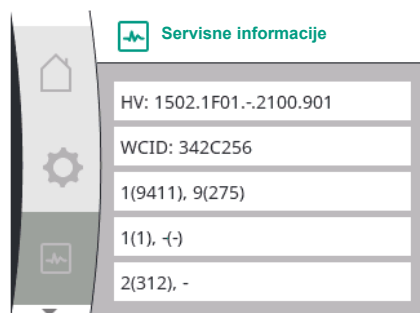 Servisne informacije
HV: 1502.1F01.-.2100.901
WCID: 342C256
1(9411), 9(275)
1(1), -(-)
2(312), -